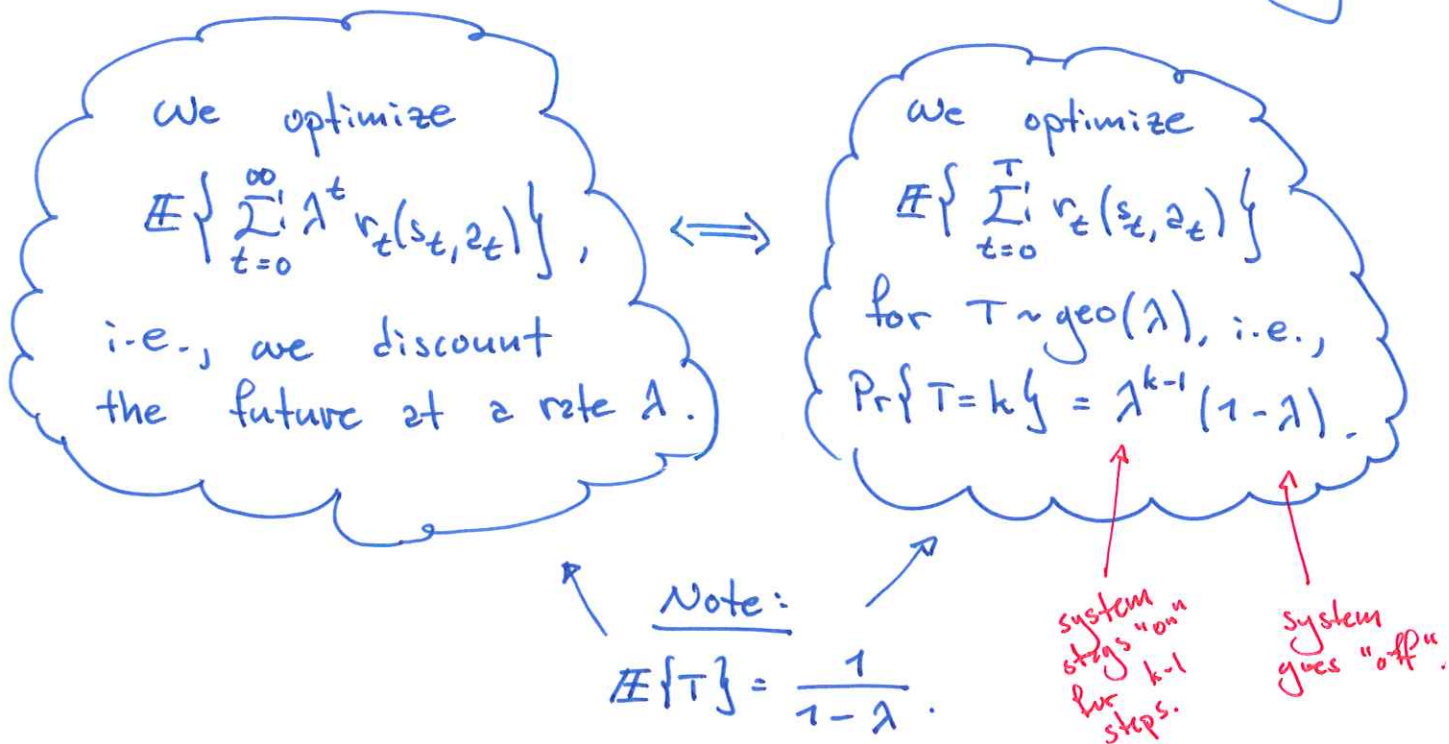 We optimize
𝔼{ ∑_{t=0}^{∞} λ^t r_t(s_t, a_t) },
i.e., we discount
the future at a rate λ.
⟺
We optimize
𝔼{ ∑_{t=0}^{T} r_t(s_t, a_t) }
for T ~ geo(λ), i.e.,
Pr{T=k} = λ^{k-1} (1-λ).
Note:
𝔼{T} = 1/(1-λ).
system
stays "on"
for k-1
steps.
system
goes "off".